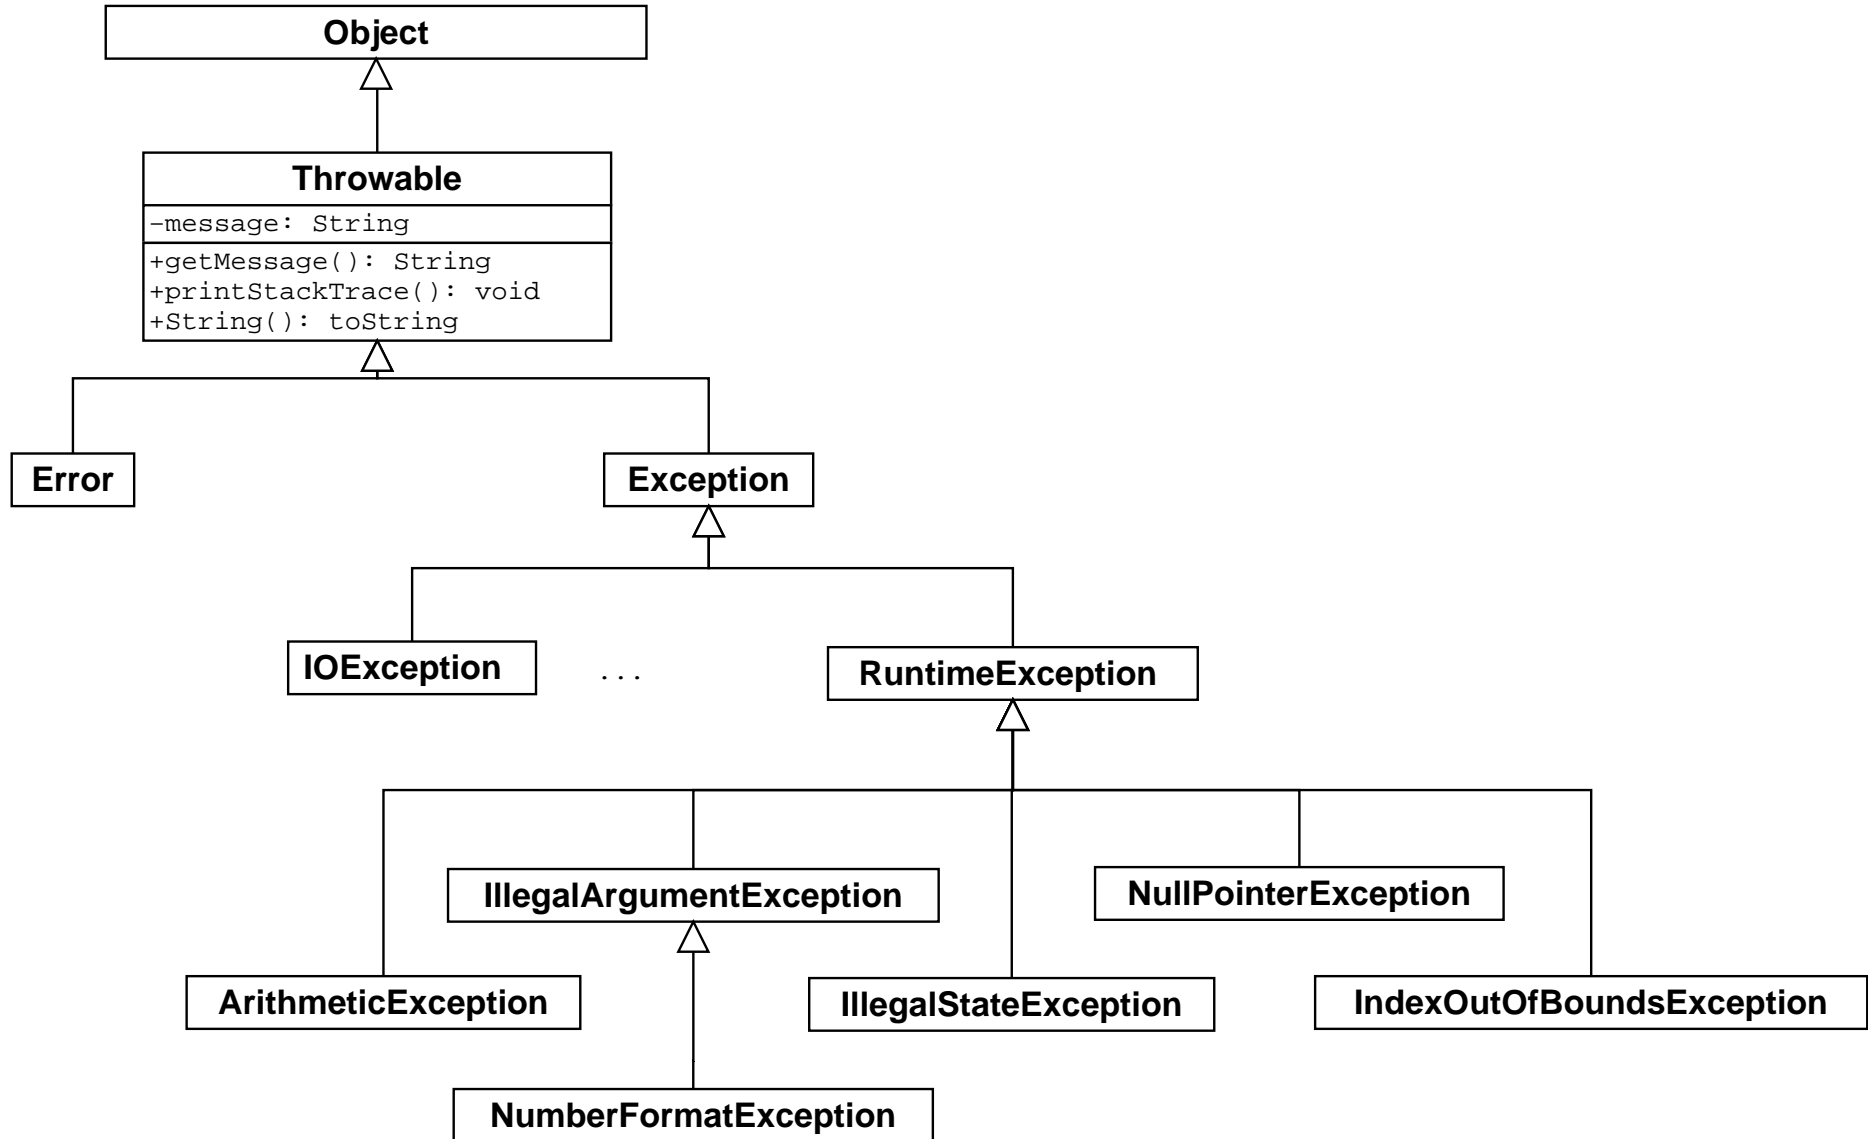 Object
Throwable
−message: String
+getMessage(): String
+printStackTrace(): void
+String(): toString
Error
Exception
IOException
...
RuntimeException
IllegalArgumentException
NullPointerException
ArithmeticException
IllegalStateException
IndexOutOfBoundsException
NumberFormatException